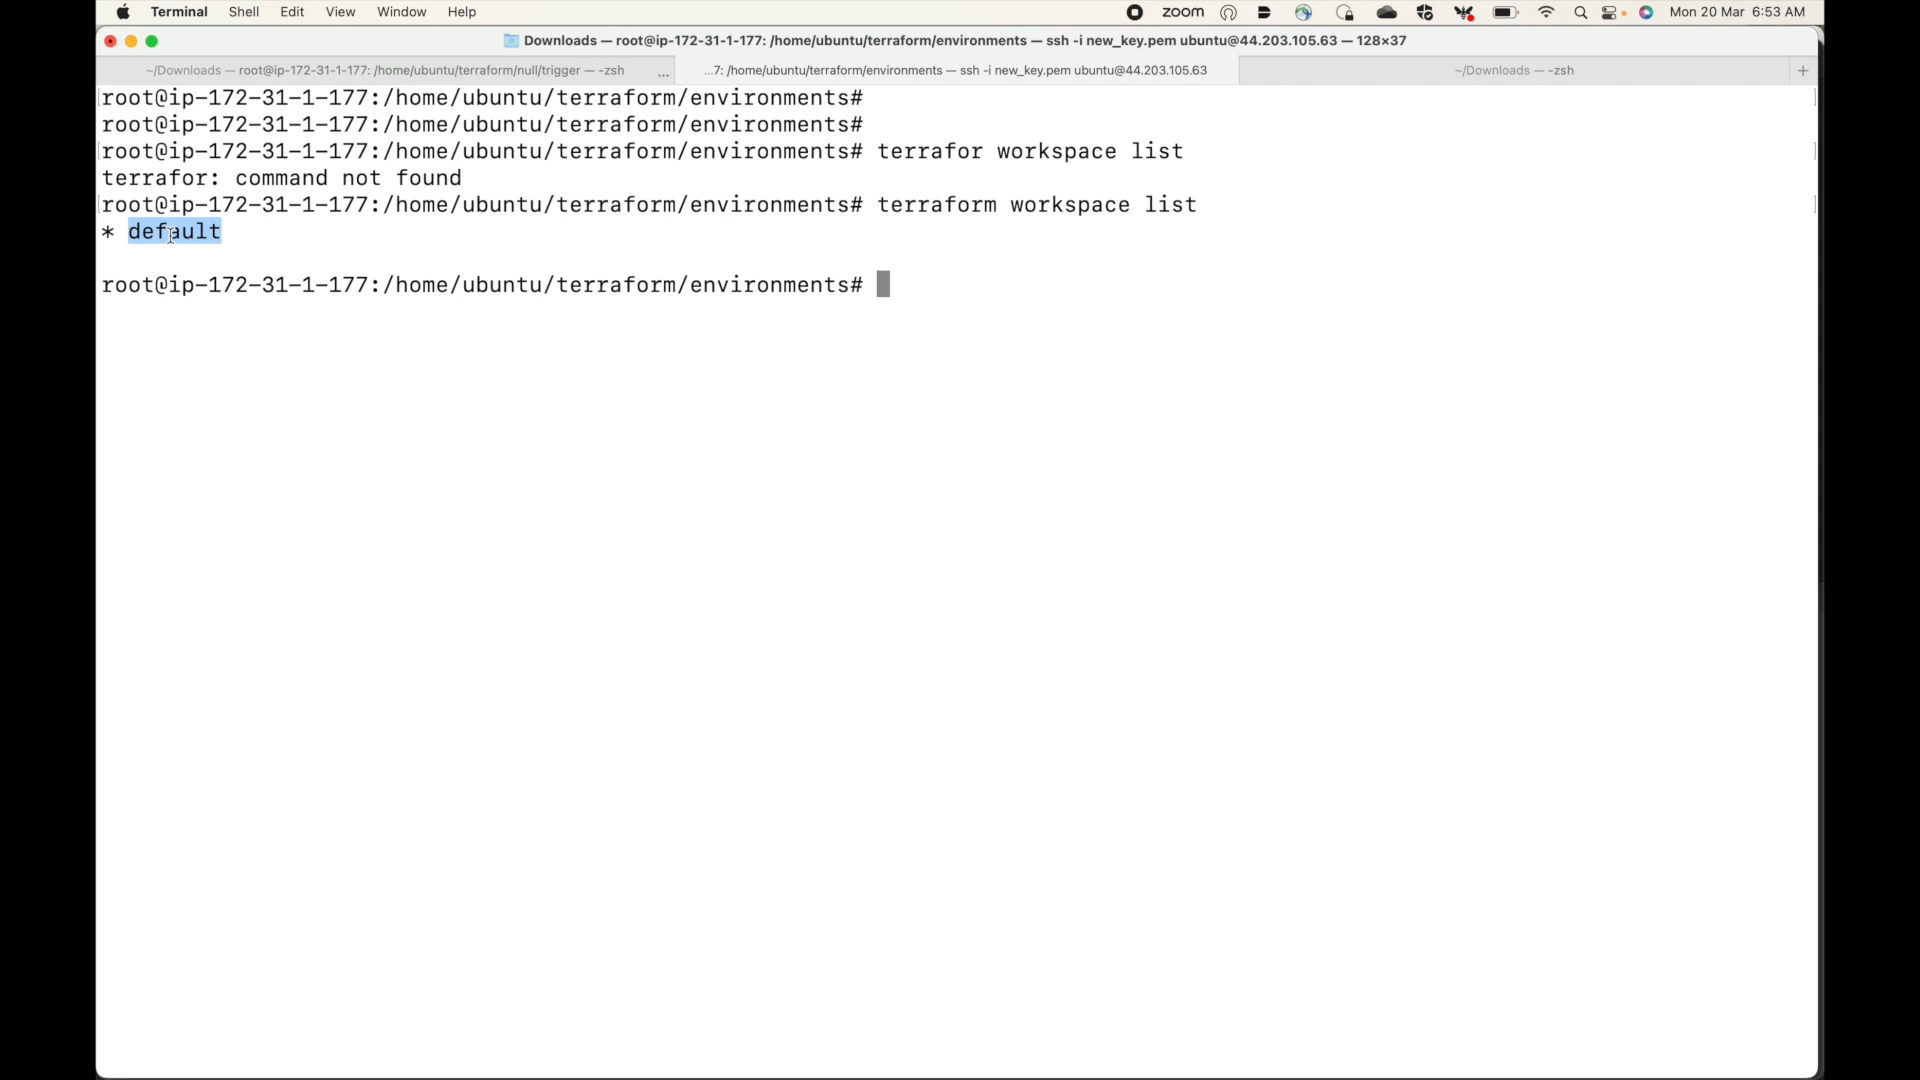 Terminal Shell Edit View Window Help zoom Mon 20 Mar 6:53 AM
Downloads — root@ip-172-31-1-177: /home/ubuntu/terraform/environments — ssh -i new_key.pem ubuntu@44.203.105.63 — 128×37
~/Downloads — root@ip-172-31-1-177: /home/ubuntu/terraform/null/trigger — -zsh ... ...7: /home/ubuntu/terraform/environments — ssh -i new_key.pem ubuntu@44.203.105.63 ~/Downloads — -zsh +
root@ip-172-31-1-177:/home/ubuntu/terraform/environments#
root@ip-172-31-1-177:/home/ubuntu/terraform/environments#
root@ip-172-31-1-177:/home/ubuntu/terraform/environments# terrafor workspace list
terrafor: command not found
root@ip-172-31-1-177:/home/ubuntu/terraform/environments# terraform workspace list
* default
root@ip-172-31-1-177:/home/ubuntu/terraform/environments#